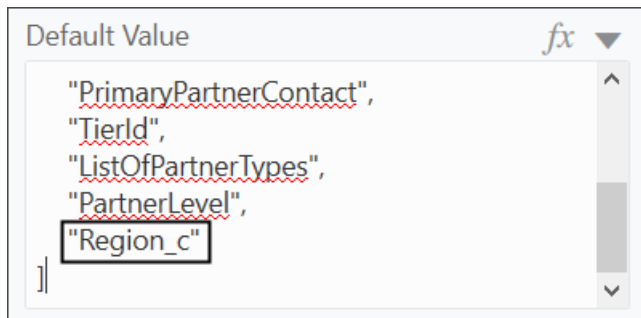 Default Value fx
"PrimaryPartnerContact",
"TierId",
"ListOfPartnerTypes",
"PartnerLevel",
"Region_c"
]